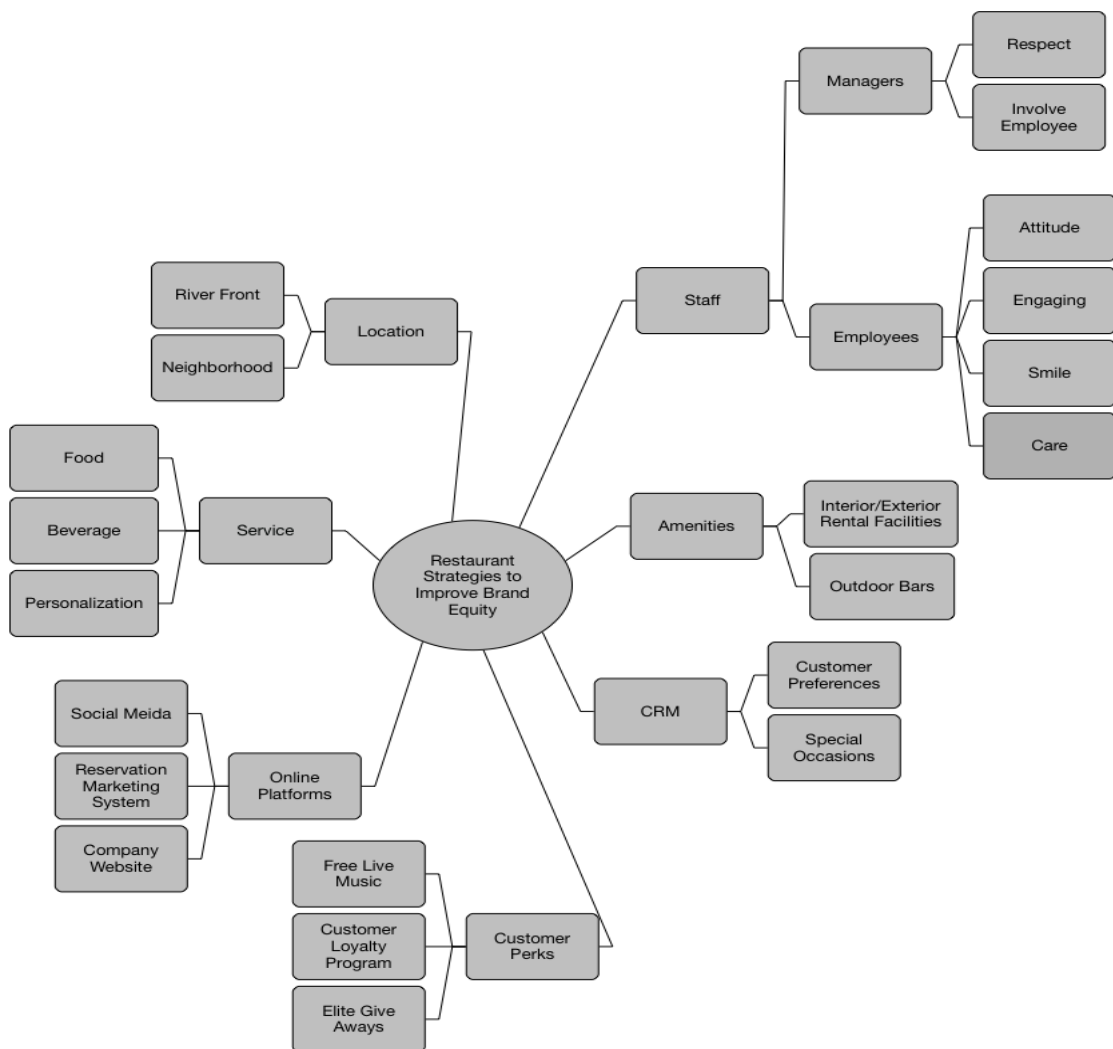 Respect
Managers
Involve
Employee
Attitude
River Front
Engaging
Staff
Location
Employees
Neighborhood
Smile
Food
Care
Interior/Exterior
Rental Facilities
Beverage
Service
Amenities
Restaurant
Strategies to
Improve Brand
Equity
Personalization
Outdoor Bars
Customer
Preferences
Social Meida
CRM
Special
Occasions
Reservation
Marketing
System
Online
Platforms
Company
Website
Free Live
Music
Customer
Loyalty
Program
Customer
Perks
Elite Give
Aways